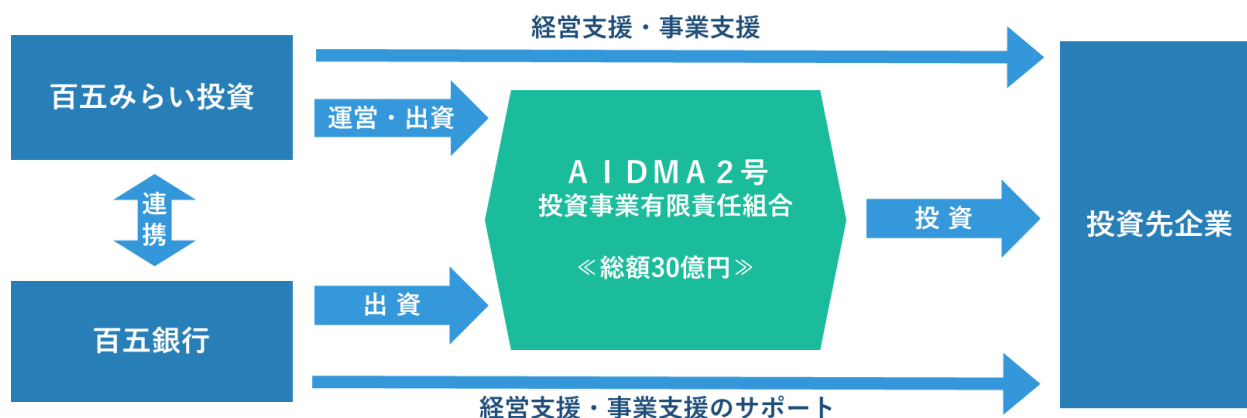 経営支援・事業支援
百五みらい投資
運営・出資
連
携
ＡＩＤＭＡ２号
投資事業有限責任組合
≪総額30億円≫
投 資
投資先企業
百五銀行
出 資
経営支援・事業支援のサポート